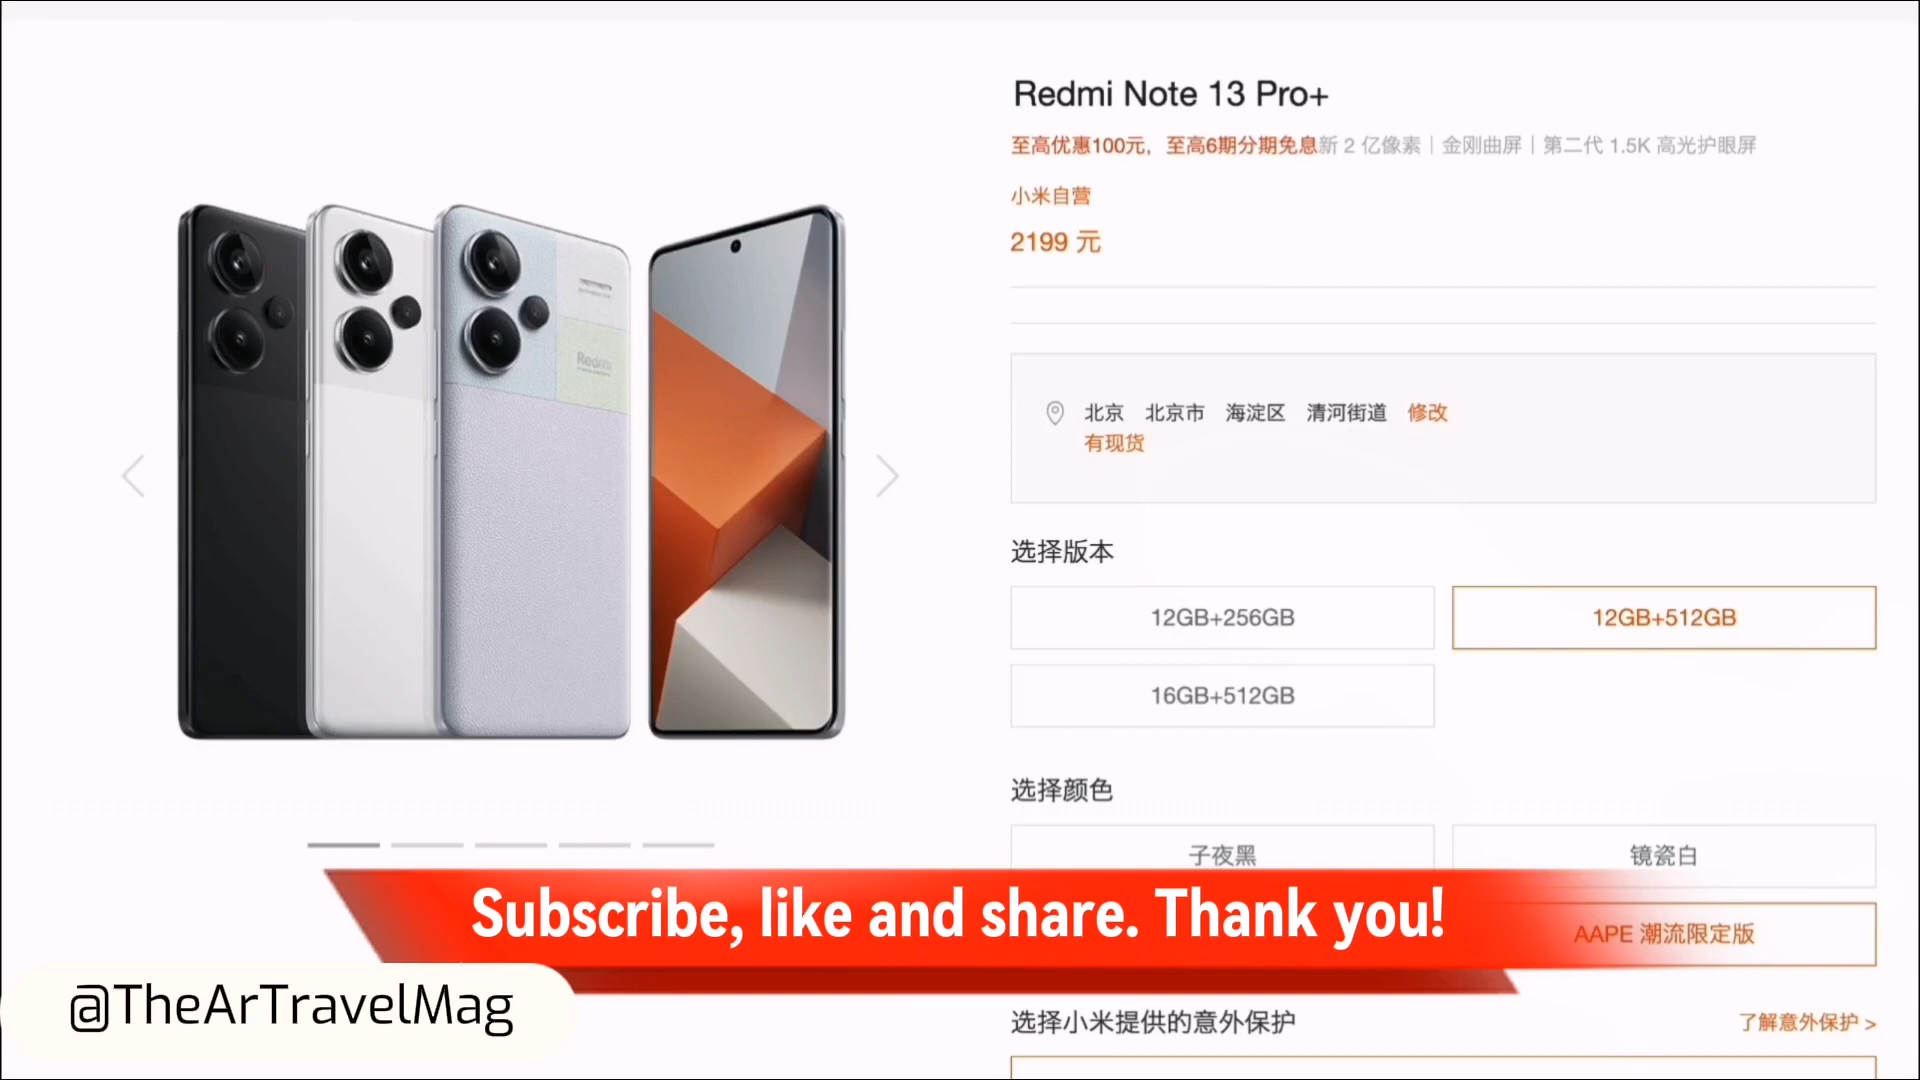 Redmi Note 13 Pro+
至高优惠100元，至高6期分期免息新 2 亿像素｜金刚曲屏｜第二代 1.5K 高光护眼屏
小米自营
2199 元
北京 北京市 海淀区 清河街道 修改
有现货
选择版本
12GB+256GB
12GB+512GB
16GB+512GB
选择颜色
子夜黑
镜瓷白
AAPE 潮流限定版
选择小米提供的意外保护
了解意外保护 >
Redmi
Subscribe, like and share. Thank you!
@TheArTravelMag